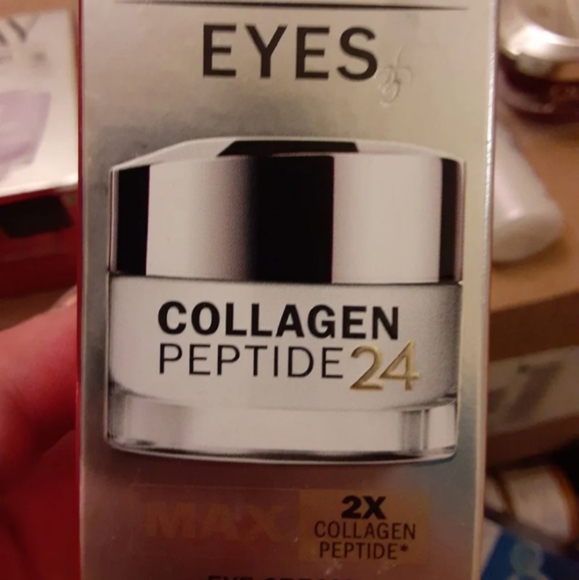 EYES
COLLAGEN
PEPTIDE24
MAX
2X
COLLAGEN
PEPTIDE*